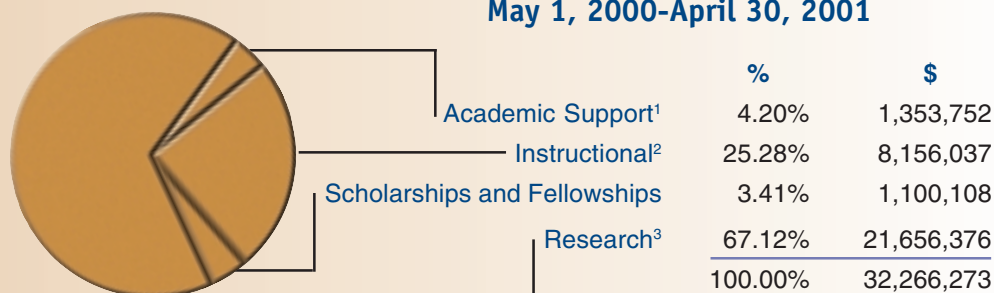 May 1, 2000-April 30, 2001
% $
Academic Support¹ 4.20% 1,353,752
Instructional² 25.28% 8,156,037
Scholarships and Fellowships 3.41% 1,100,108
Research³ 67.12% 21,656,376
100.00% 32,266,273